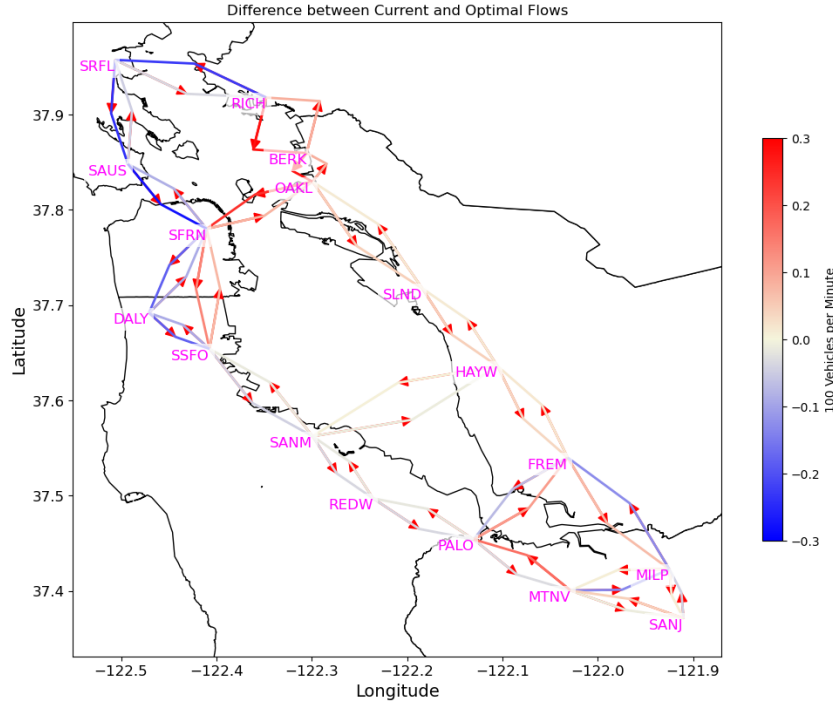 Difference between Current and Optimal Flows
SRFL
RICH
37.9
BERK
SAUS
OAKL
37.8
SFRN
SLND
37.7
DALY
SSFO
HAYW
37.6
SANM
FREM
37.5
REDW
PALO
MILP
37.4
MTNV
SANJ
−122.5
−122.4
−122.3
−122.2
−122.1
−122.0
−121.9
Longitude
Latitude
0.3
0.2
0.1
0.0
−0.1
−0.2
−0.3
100 Vehicles per Minute